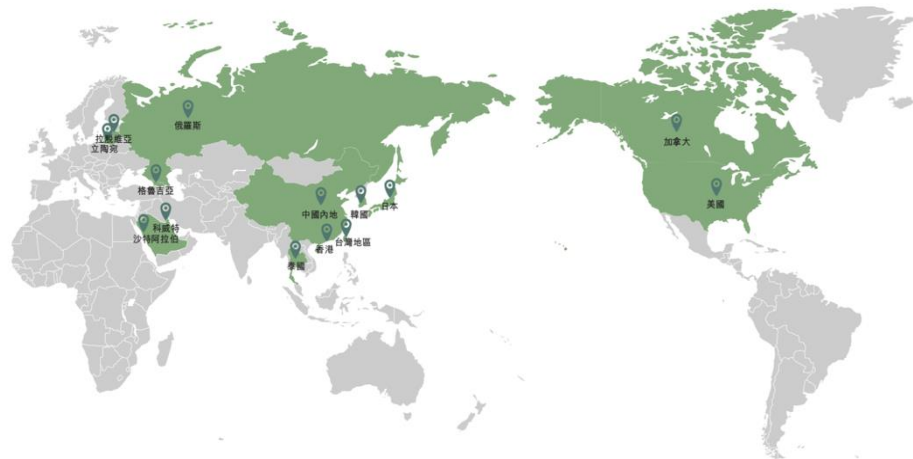 俄羅斯
加拿大
拉脫維亞
立陶宛
格魯吉亞
美國
中國內地
韓國
日本
科威特
沙特阿拉伯
香港
台灣地區
泰國